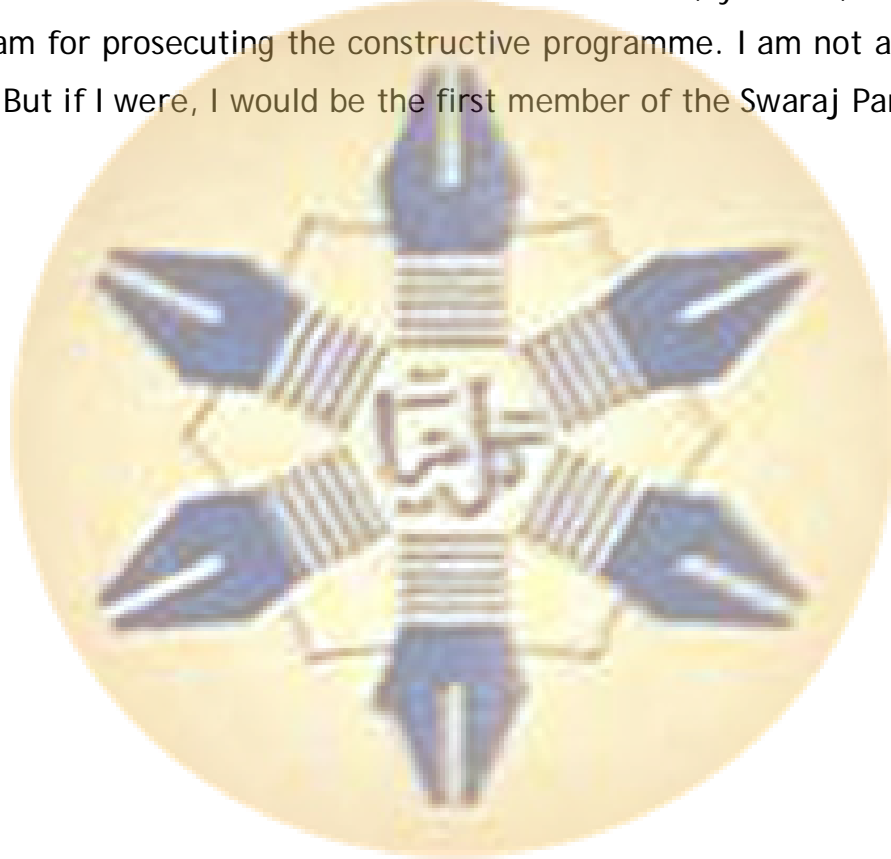 am for prosecuting the constructive programme. I am not a
But if I were, I would be the first member of the Swaraj Par